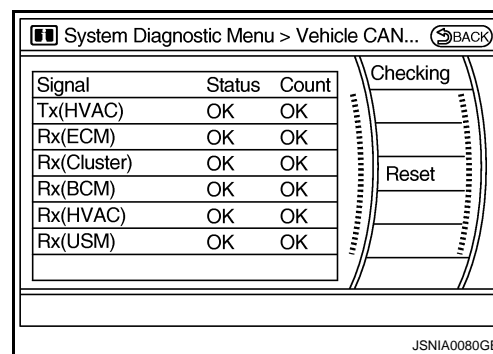 i System Diagnostic Menu > Vehicle CAN... BACK
Signal Status Count
Tx(HVAC) OK OK
Rx(ECM) OK OK
Rx(Cluster) OK OK
Rx(BCM) OK OK
Rx(HVAC) OK OK
Rx(USM) OK OK
Checking
Reset
JSNIA0080GB